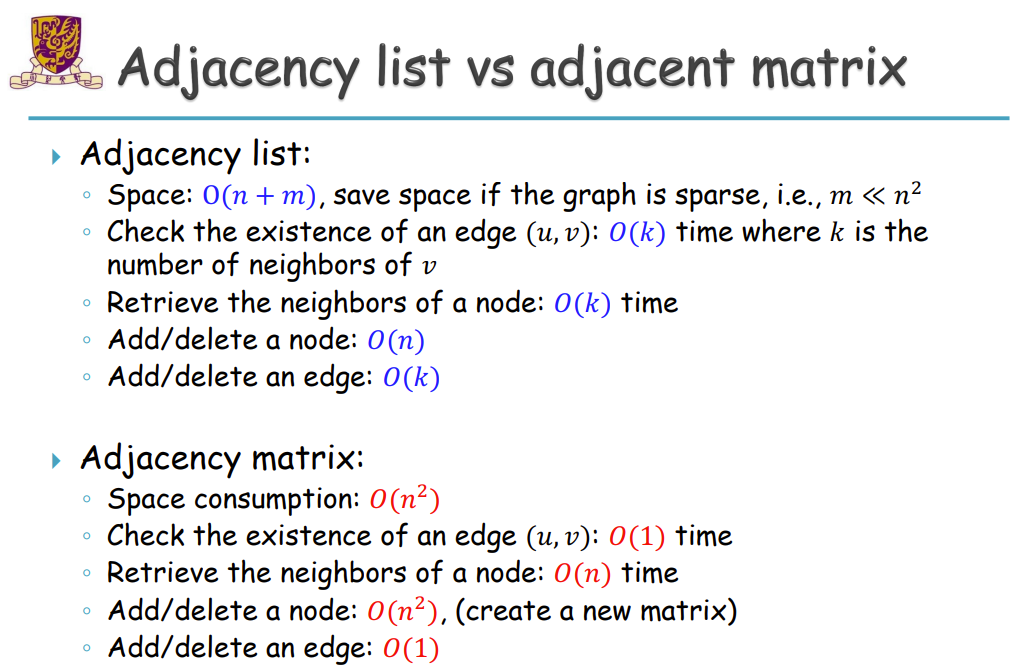 Adjacency list vs adjacent matrix
Adjacency list:
Space: O(n + m), save space if the graph is sparse, i.e., m ≪ n²
Check the existence of an edge (u, v): O(k) time where k is the
number of neighbors of v
Retrieve the neighbors of a node: O(k) time
Add/delete a node: O(n)
Add/delete an edge: O(k)
Adjacency matrix:
Space consumption: O(n²)
Check the existence of an edge (u, v): O(1) time
Retrieve the neighbors of a node: O(n) time
Add/delete a node: O(n²), (create a new matrix)
Add/delete an edge: O(1)